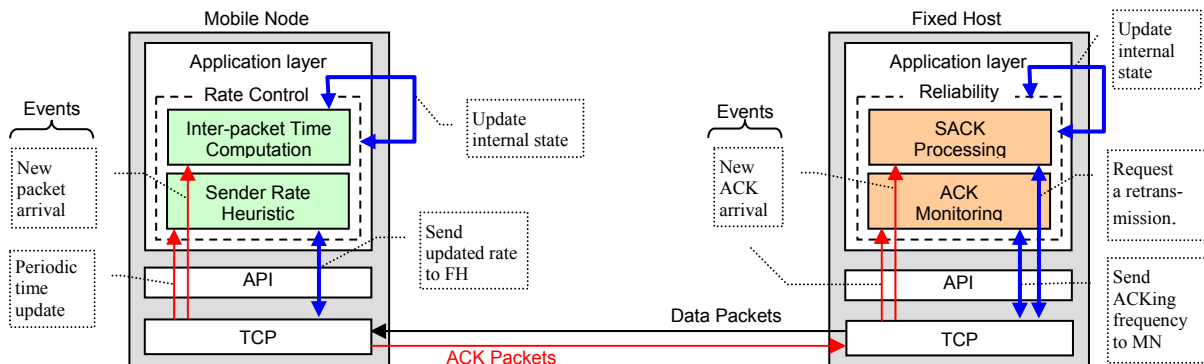 Mobile Node
Application layer
Rate Control
Inter-packet Time
Computation
Sender Rate
Heuristic
API
TCP
Events
New
packet
arrival
Periodic
time
update
Update
internal state
Send
updated rate
to FH
Data Packets
ACK Packets
Fixed Host
Application layer
Reliability
SACK
Processing
ACK
Monitoring
API
TCP
Events
New
ACK
arrival
Update
internal
state
Request
a retrans-
mission.
Send
ACKing
frequency
to MN